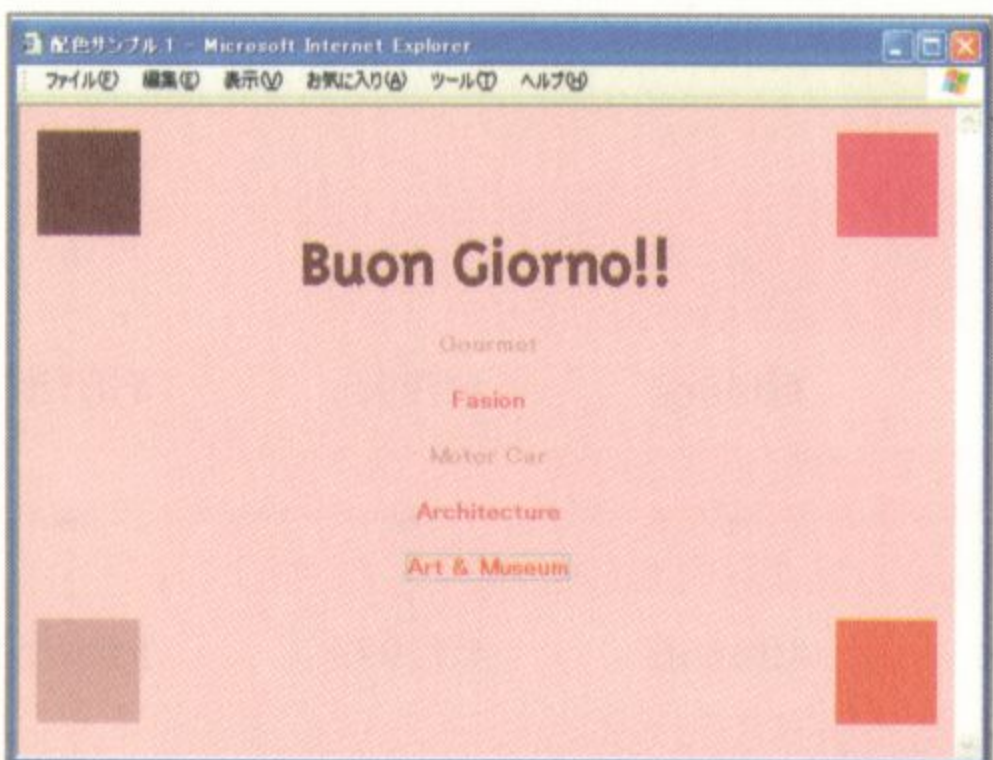 配色サンプル 1 - Microsoft Internet Explorer
ファイル(F) 編集(E) 表示(V) お気に入り(A) ツール(T) ヘルプ(H)
Buon Giorno!!
Gourmet
Fasion
Motor Car
Architecture
Art & Museum